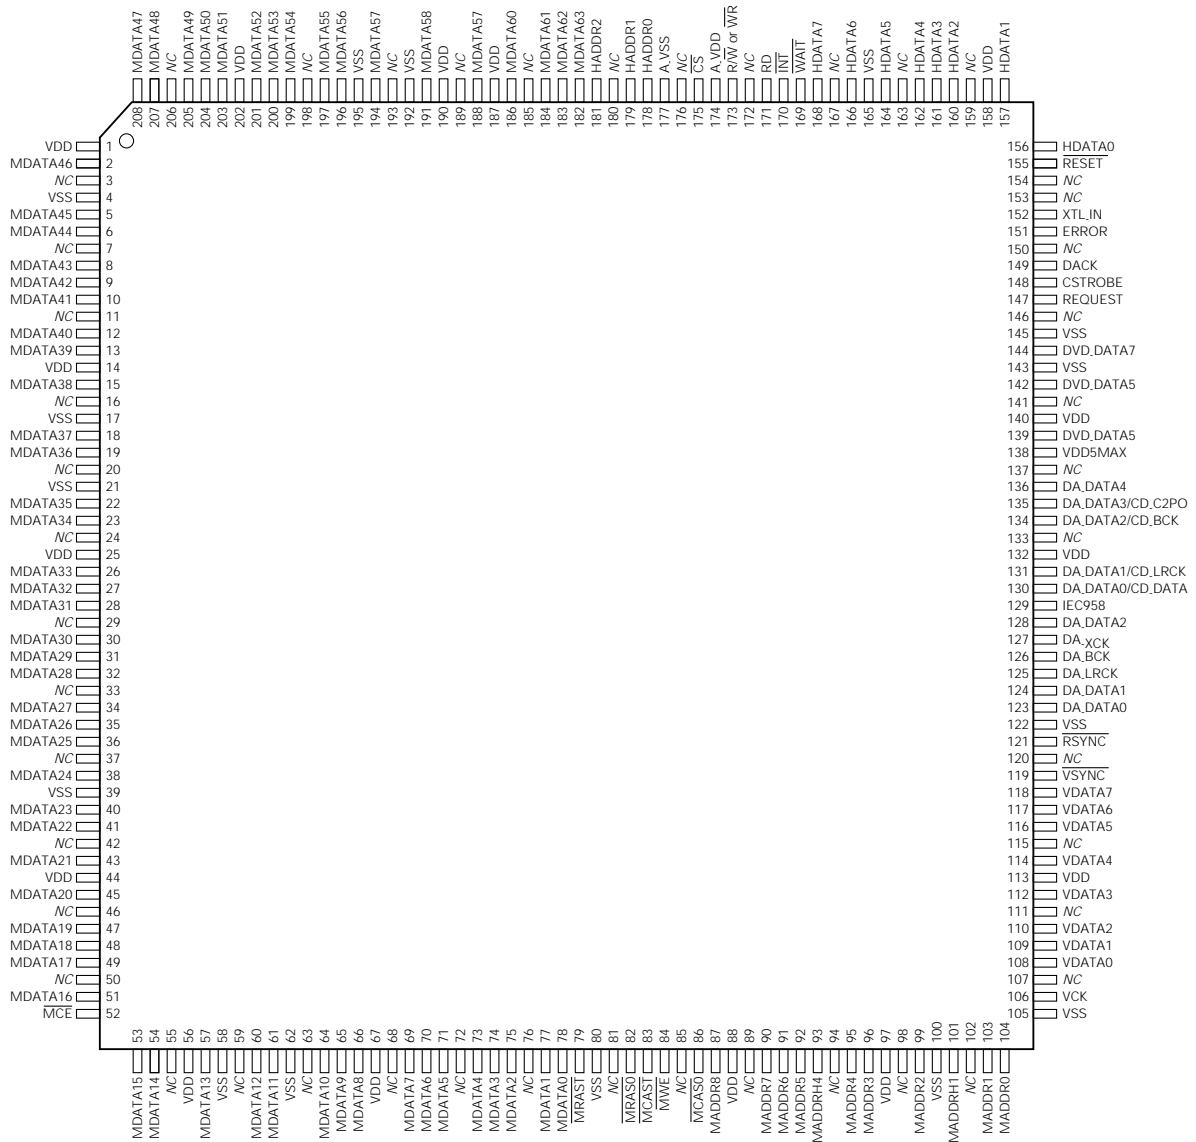 MDATA47 208
MDATA48 207
NC 206
MDATA49 205
MDATA50 204
MDATA51 203
VDD 202
MDATA52 201
MDATA53 200
MDATA54 199
NC 198
MDATA55 197
MDATA56 196
VSS 195
MDATA57 194
NC 193
VSS 192
MDATA58 191
VDD 190
NC 189
MDATA57 188
VDD 187
MDATA60 186
NC 185
MDATA61 184
MDATA62 183
MDATA63 182
HADDR2 181
NC 180
HADDR1 179
HADDR0 178
A_VSS 177
NC 176
CS 175
A_VDD 174
R/W or WR 173
NC 172
RD 171
INT 170
WAIT 169
HDATA7 168
NC 167
HDATA6 166
VSS 165
HDATA5 164
NC 163
HDATA4 162
HDATA3 161
HDATA2 160
NC 159
VDD 158
HDATA1 157
VDD 1
MDATA46 2
NC 3
VSS 4
MDATA45 5
MDATA44 6
NC 7
MDATA43 8
MDATA42 9
MDATA41 10
NC 11
MDATA40 12
MDATA39 13
VDD 14
MDATA38 15
NC 16
VSS 17
MDATA37 18
MDATA36 19
NC 20
VSS 21
MDATA35 22
MDATA34 23
NC 24
VDD 25
MDATA33 26
MDATA32 27
MDATA31 28
NC 29
MDATA30 30
MDATA29 31
MDATA28 32
NC 33
MDATA27 34
MDATA26 35
MDATA25 36
NC 37
MDATA24 38
VSS 39
MDATA23 40
MDATA22 41
NC 42
MDATA21 43
VDD 44
MDATA20 45
NC 46
MDATA19 47
MDATA18 48
MDATA17 49
NC 50
MDATA16 51
MCE 52
156 HDATA0
155 RESET
154 NC
153 NC
152 XTL_IN
151 ERROR
150 NC
149 DACK
148 CSTROBE
147 REQUEST
146 NC
145 VSS
144 DVD_DATA7
143 VSS
142 DVD_DATA5
141 NC
140 VDD
139 DVD_DATA5
138 VDD5MAX
137 NC
136 DA_DATA4
135 DA_DATA3/CD_C2PO
134 DA_DATA2/CD_BCK
133 NC
132 VDD
131 DA_DATA1/CD_LRCK
130 DA_DATA0/CD_DATA
129 IEC958
128 DA_DATA2
127 DA_XCK
126 DA_BCK
125 DA_LRCK
124 DA_DATA1
123 DA_DATA0
122 VSS
121 RSYNC
120 NC
119 VSYNC
118 VDATA7
117 VDATA6
116 VDATA5
115 NC
114 VDATA4
113 VDD
112 VDATA3
111 NC
110 VDATA2
109 VDATA1
108 VDATA0
107 NC
106 VCK
105 VSS
53 MDATA15
54 MDATA14
55 NC
56 VDD
57 MDATA13
58 VSS
59 NC
60 MDATA12
61 MDATA11
62 VSS
63 NC
64 MDATA10
65 MDATA9
66 MDATA8
67 VDD
68 NC
69 MDATA7
70 MDATA6
71 MDATA5
72 NC
73 MDATA4
74 MDATA3
75 MDATA2
76 NC
77 MDATA1
78 MDATA0
79 MRAST
80 VSS
81 NC
82 MRAS0
83 MCAST
84 MWE
85 NC
86 MCAS0
87 MADDR8
88 VDD
89 NC
90 MADDR7
91 MADDR6
92 MADDR5
93 MADDRH4
94 NC
95 MADDR4
96 MADDR3
97 VDD
98 NC
99 MADDR2
100 VSS
101 MADDRH1
102 NC
103 MADDR1
104 MADDR0